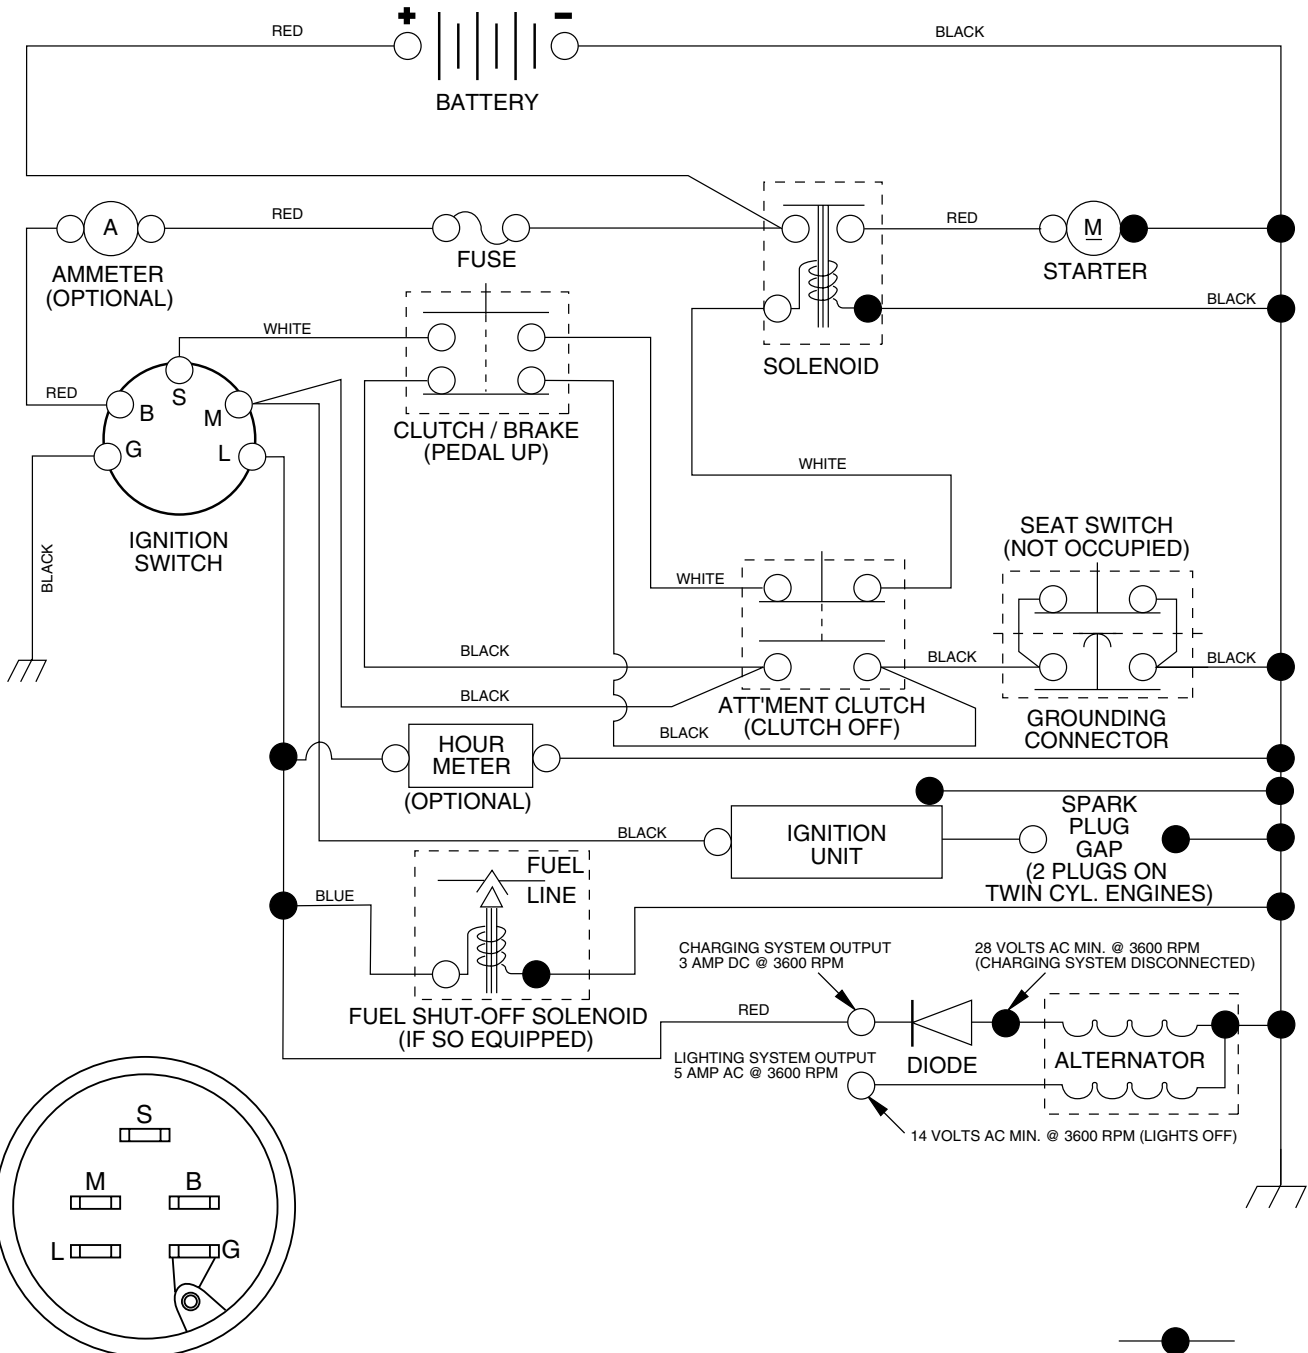 RED
+
-
BLACK
BATTERY
A
RED
RED
M
FUSE
STARTER
AMMETER
(OPTIONAL)
BLACK
WHITE
SOLENOID
RED
S
B
M
G
L
CLUTCH / BRAKE
(PEDAL UP)
WHITE
IGNITION
SWITCH
BLACK
SEAT SWITCH
(NOT OCCUPIED)
WHITE
BLACK
BLACK
BLACK
BLACK
ATT'MENT CLUTCH
(CLUTCH OFF)
GROUNDING
CONNECTOR
BLACK
HOUR
METER
(OPTIONAL)
BLACK
IGNITION
UNIT
SPARK
PLUG
GAP
(2 PLUGS ON
TWIN CYL. ENGINES)
FUEL
LINE
BLUE
CHARGING SYSTEM OUTPUT
3 AMP DC @ 3600 RPM
28 VOLTS AC MIN. @ 3600 RPM
(CHARGING SYSTEM DISCONNECTED)
FUEL SHUT-OFF SOLENOID
(IF SO EQUIPPED)
RED
DIODE
ALTERNATOR
LIGHTING SYSTEM OUTPUT
5 AMP AC @ 3600 RPM
14 VOLTS AC MIN. @ 3600 RPM (LIGHTS OFF)
S
M
B
L
G